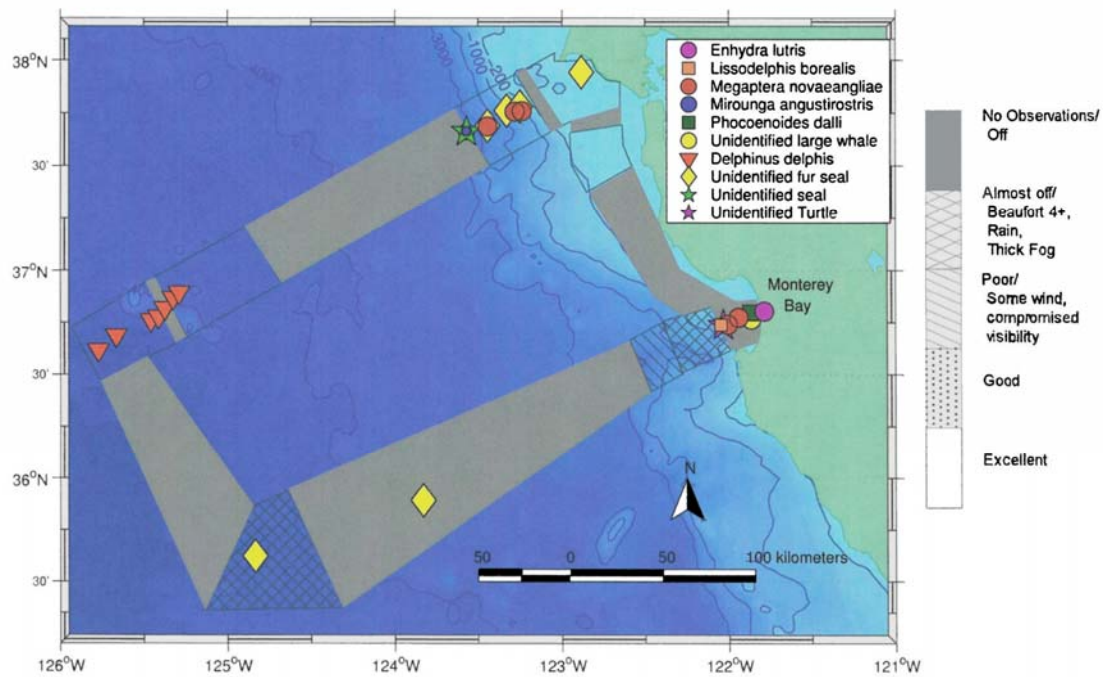 38°N
30'
37°N
30'
36°N
30'
126°W
125°W
124°W
123°W
122°W
121°W
3000
1000
200
Enhydra lutris
Lissodelphis borealis
Megaptera novaeangliae
Mirounga angustirostris
Phocoenoides dalli
Unidentified large whale
Delphinus delphis
Unidentified fur seal
Unidentified seal
Unidentified Turtle
Monterey
Bay
N
50 0 50 100 kilometers
No Observations/
Off
Almost off/
Beaufort 4+,
Rain,
Thick Fog
Poor/
Some wind,
compromised
visibility
Good
Excellent